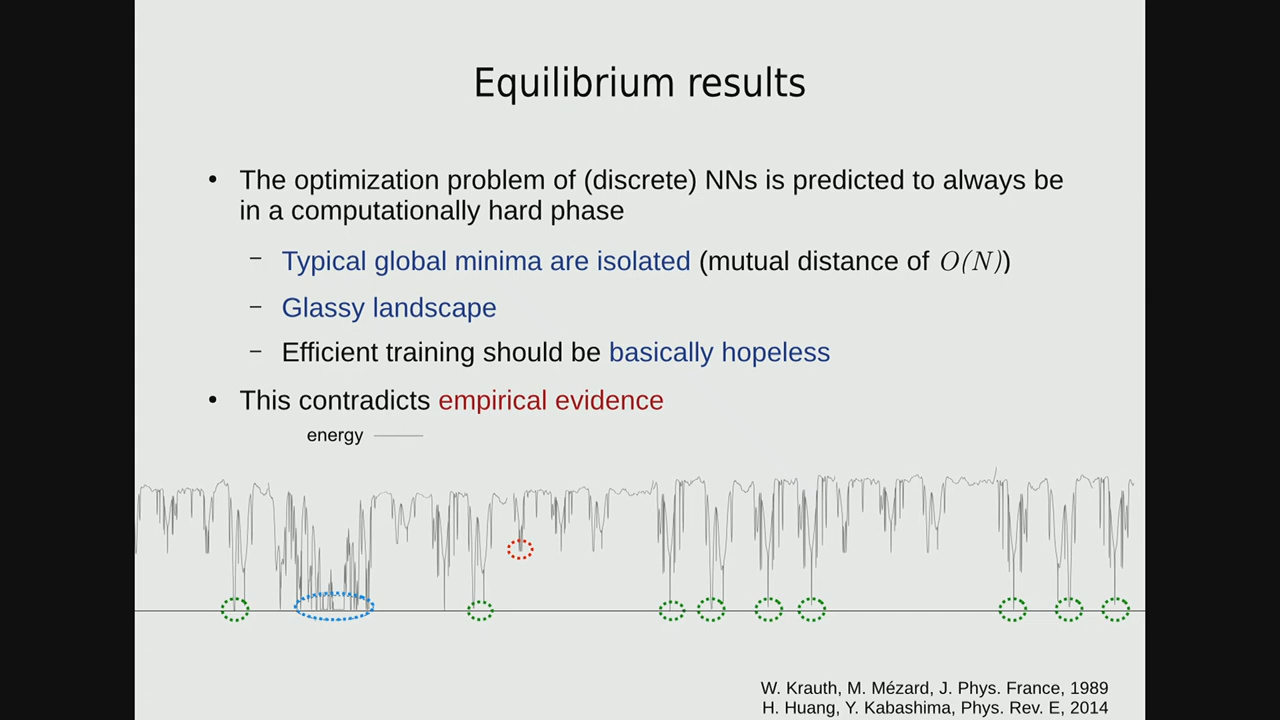 Equilibrium results
• The optimization problem of (discrete) NNs is predicted to always be
in a computationally hard phase
– Typical global minima are isolated (mutual distance of O(N))
– Glassy landscape
– Efficient training should be basically hopeless
• This contradicts empirical evidence
energy
W. Krauth, M. Mézard, J. Phys. France, 1989
H. Huang, Y. Kabashima, Phys. Rev. E, 2014